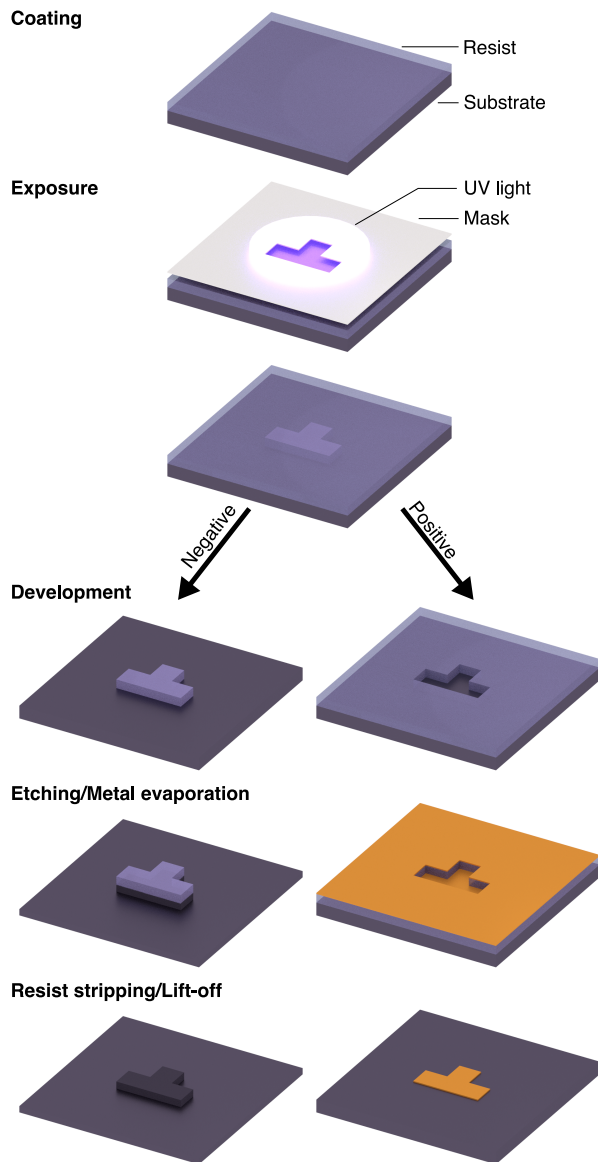 Coating
Resist
Substrate
Exposure
UV light
Mask
Negative
Positive
Development
Etching/Metal evaporation
Resist stripping/Lift-off